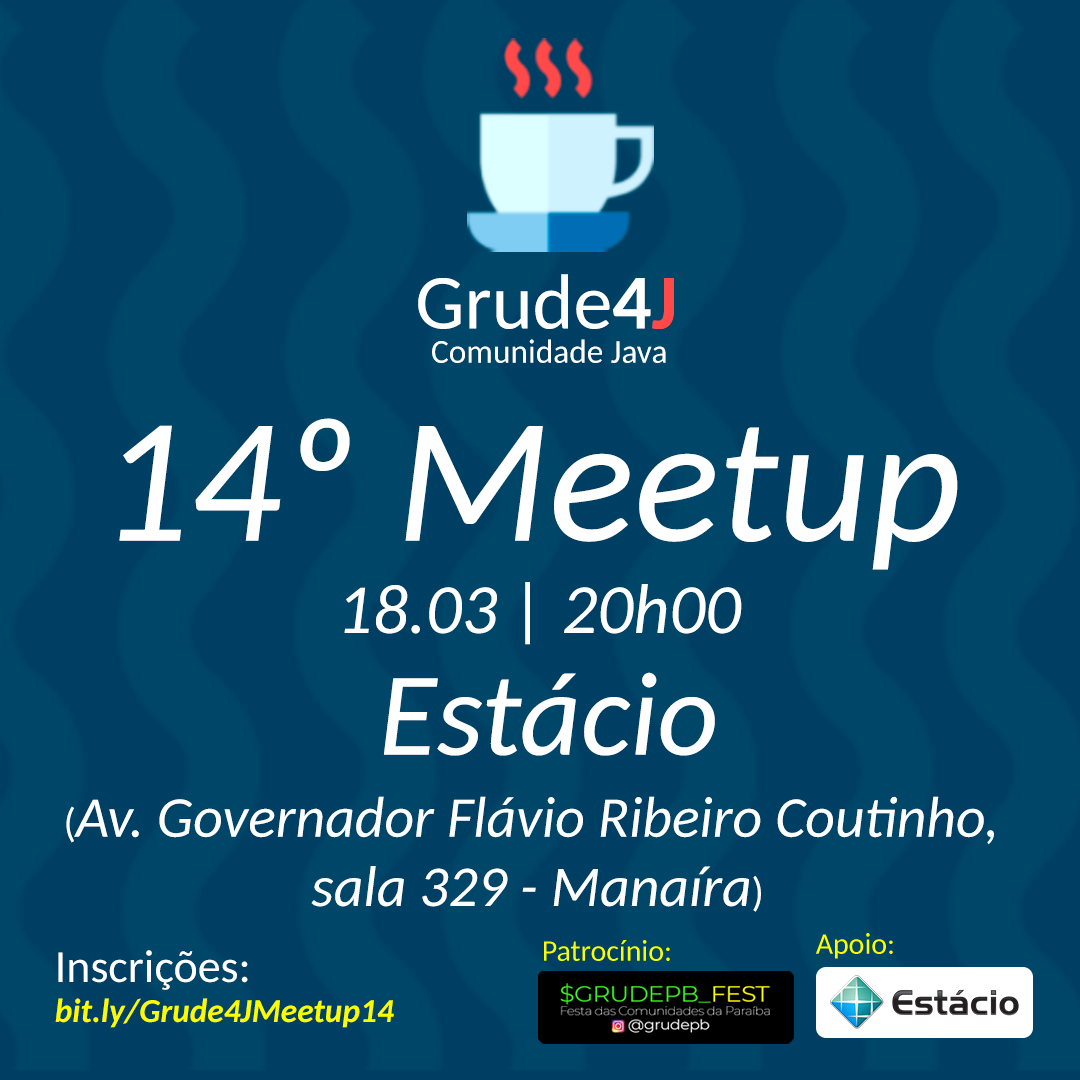 Grude4J
Comunidade Java
14º Meetup
18.03 | 20h00
Estácio
(Av. Governador Flávio Ribeiro Coutinho,
sala 329 - Manaíra)
Inscrições:
bit.ly/Grude4JMeetup14
Patrocínio:
$GRUDEPB_FEST
Festa das Comunidades da Paraíba
@grudepb
Apoio:
Estácio